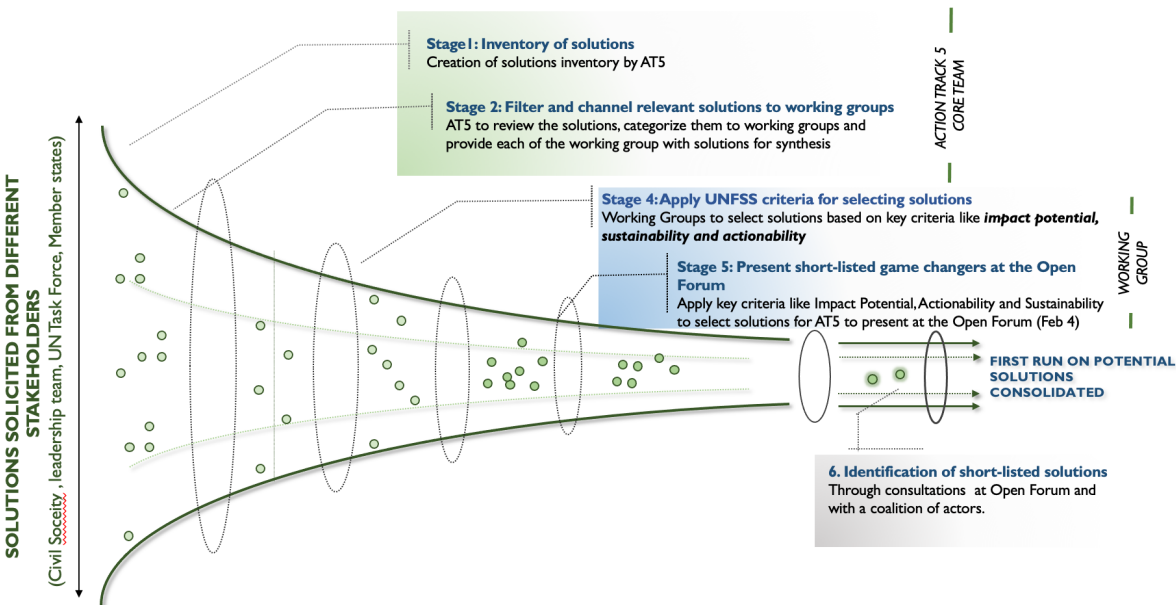 SOLUTIONS SOLICITED FROM DIFFERENT
STAKEHOLDERS
(Civil Soceity , leadership team, UN Task Force, Member states)
Stage1: Inventory of solutions
Creation of solutions inventory by AT5
Stage 2: Filter and channel relevant solutions to working groups
AT5 to review the solutions, categorize them to working groups and
provide each of the working group with solutions for synthesis
ACTION TRACK 5
CORE TEAM
Stage 4: Apply UNFSS criteria for selecting solutions
Working Groups to select solutions based on key criteria like impact potential,
sustainability and actionability
Stage 5: Present short-listed game changers at the Open
Forum
Apply key criteria like Impact Potential, Actionability and Sustainability
to select solutions for AT5 to present at the Open Forum (Feb 4)
WORKING
GROUP
FIRST RUN ON POTENTIAL
SOLUTIONS
CONSOLIDATED
6. Identification of short-listed solutions
Through consultations at Open Forum and
with a coalition of actors.